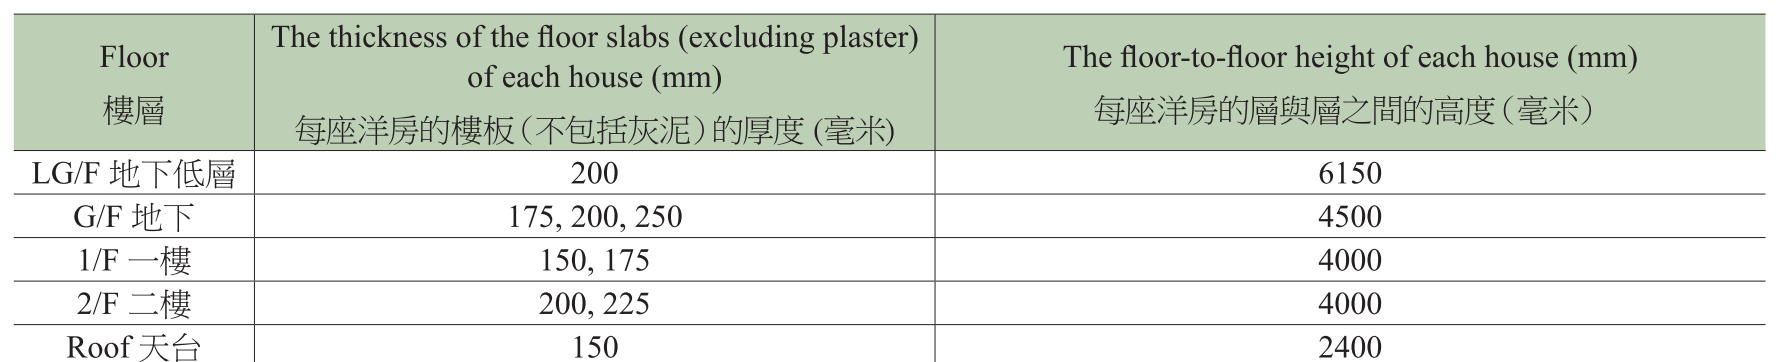 Floor
樓層
The thickness of the floor slabs (excluding plaster)
of each house (mm)
每座洋房的樓板（不包括灰泥）的厚度 (毫米)
The floor-to-floor height of each house (mm)
每座洋房的層與層之間的高度（毫米）
LG/F 地下低層 200 6150
G/F 地下 175, 200, 250 4500
1/F 一樓 150, 175 4000
2/F 二樓 200, 225 4000
Roof 天台 150 2400